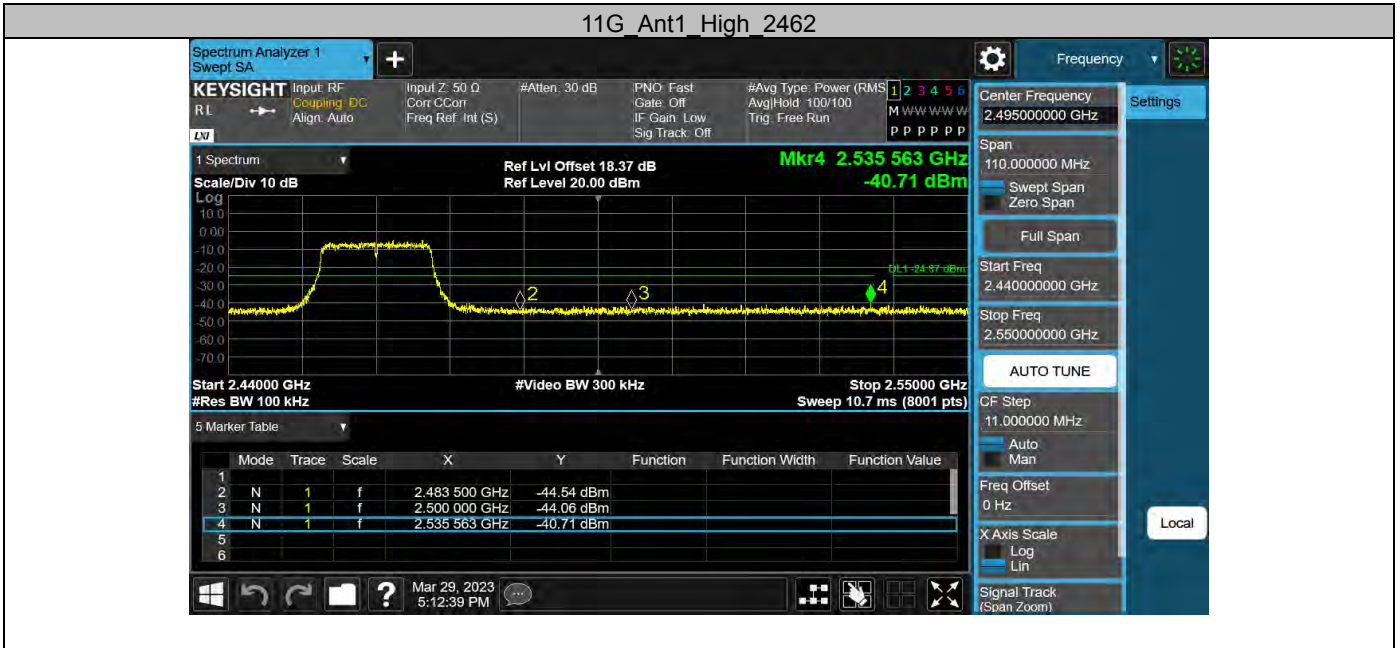 11G_Ant1_High_2462
Spectrum Analyzer 1
Swept SA
+
Frequency
KEYSIGHT
RL
LXI
Input: RF
Coupling: DC
Align: Auto
Input Z: 50 Ω
Corr CCorr
Freq Ref: Int (S)
#Atten: 30 dB
PNO: Fast
Gate: Off
IF Gain: Low
Sig Track: Off
#Avg Type: Power (RMS
Avg|Hold: 100/100
Trig: Free Run
1 2 3 4 5 6
M W W W W W
P P P P P P
1 Spectrum
Scale/Div 10 dB
Ref Lvl Offset 18.37 dB
Ref Level 20.00 dBm
Mkr4 2.535 563 GHz
-40.71 dBm
Log
10.0
0.00
-10.0
-20.0
-30.0
-40.0
-50.0
-60.0
-70.0
DL1 -24.87 dBm
2
3
4
Start 2.44000 GHz
#Res BW 100 kHz
#Video BW 300 kHz
Stop 2.55000 GHz
Sweep 10.7 ms (8001 pts)
5 Marker Table
Mode Trace Scale X Y Function Function Width Function Value
1
2 N 1 f 2.483 500 GHz -44.54 dBm
3 N 1 f 2.500 000 GHz -44.06 dBm
4 N 1 f 2.535 563 GHz -40.71 dBm
5
6
?
Mar 29, 2023
5:12:39 PM
Center Frequency
2.495000000 GHz
Settings
Span
110.000000 MHz
Swept Span
Zero Span
Full Span
Start Freq
2.440000000 GHz
Stop Freq
2.550000000 GHz
AUTO TUNE
CF Step
11.000000 MHz
Auto
Man
Freq Offset
0 Hz
Local
X Axis Scale
Log
Lin
Signal Track
(Span Zoom)